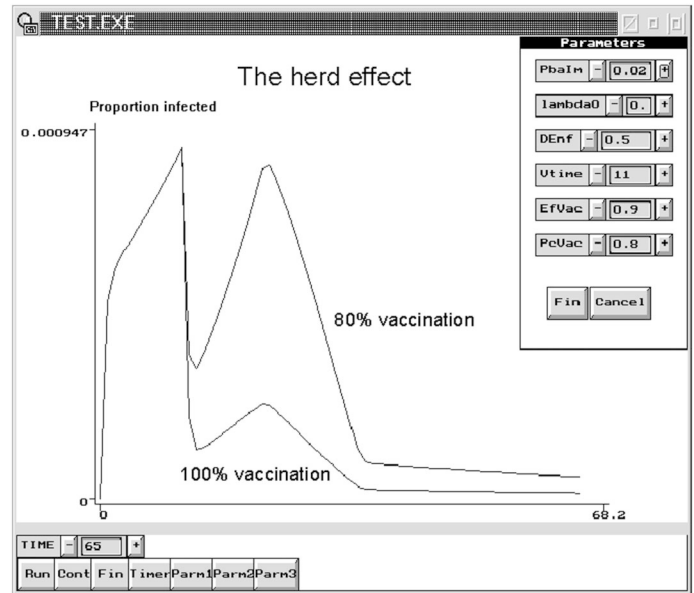 TEST.EXE
Parameters
PbaIm - 0.02 +
lambda0 - 0. +
DEnf - 0.5 +
Vtime - 11 +
EfVac - 0.9 +
PcVac - 0.8 +
Fin Cancel
The herd effect
Proportion infected
0.000947
80% vaccination
100% vaccination
0
0
68.2
TIME - 65 +
Run Cont Fin Timer Parm1 Parm2 Parm3